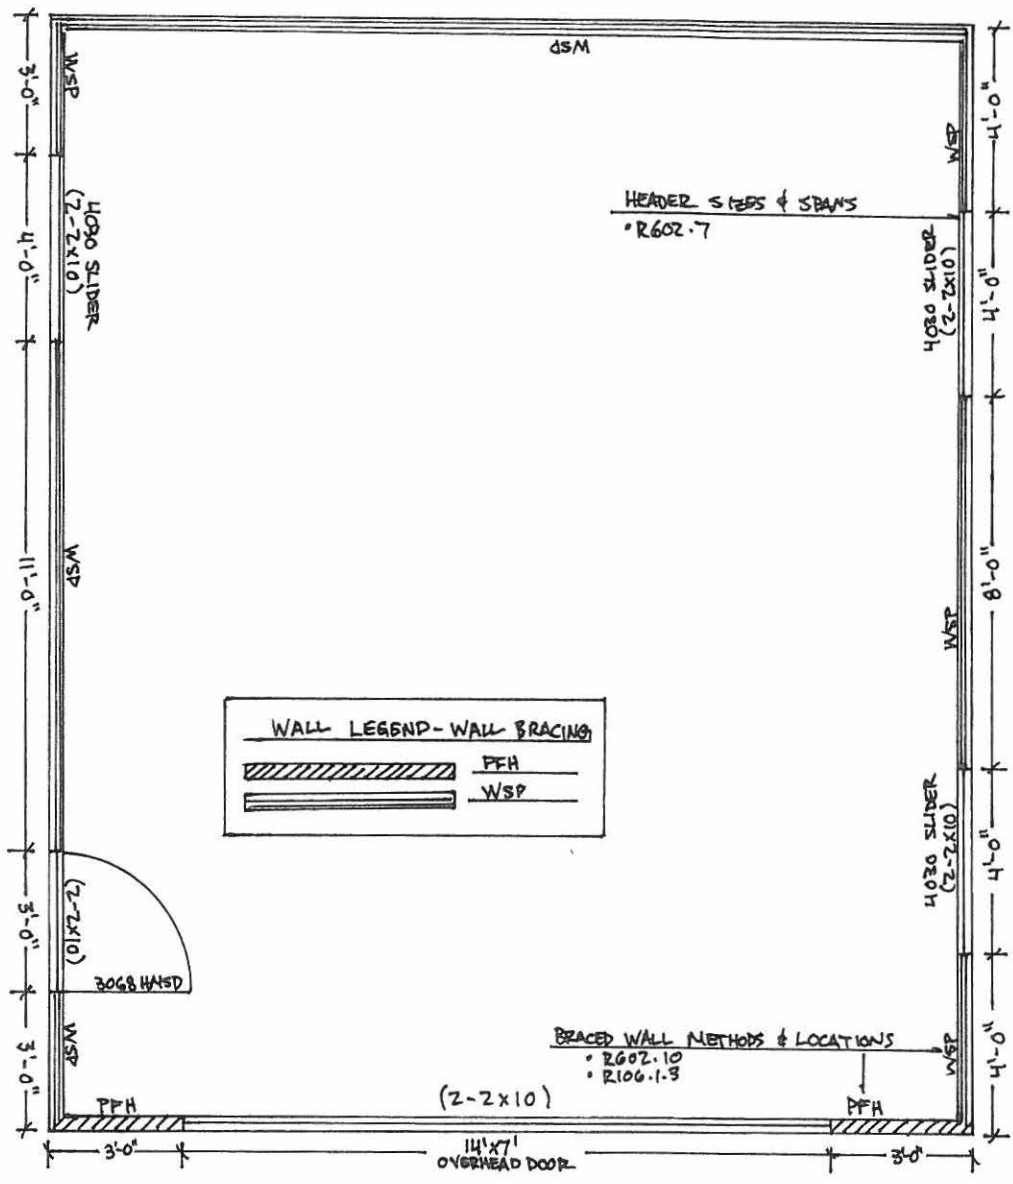 WSP
3'-0"
WSP
4'-0"
WSP
HEADER SIZES & SPANS
• R602.7
4'-0"
4030 SLIDER
(2-2x10)
4030 SLIDER
(2-2X10)
4'-0"
11'-0"
WSP
8'-0"
WSP
WALL LEGEND-WALL BRACING
PFH
WSP
4030 SLIDER
(2-2X10)
4'-0"
3'-0"
(2-2X10)
3068 H/SD
3'-0"
WSP
BRACED WALL METHODS & LOCATIONS
• R602.10
• R106.1.3
WSP
4'-0"
PFH
(2-2x10)
PFH
3'-0"
14'X7'
OVERHEAD DOOR
3'-0"